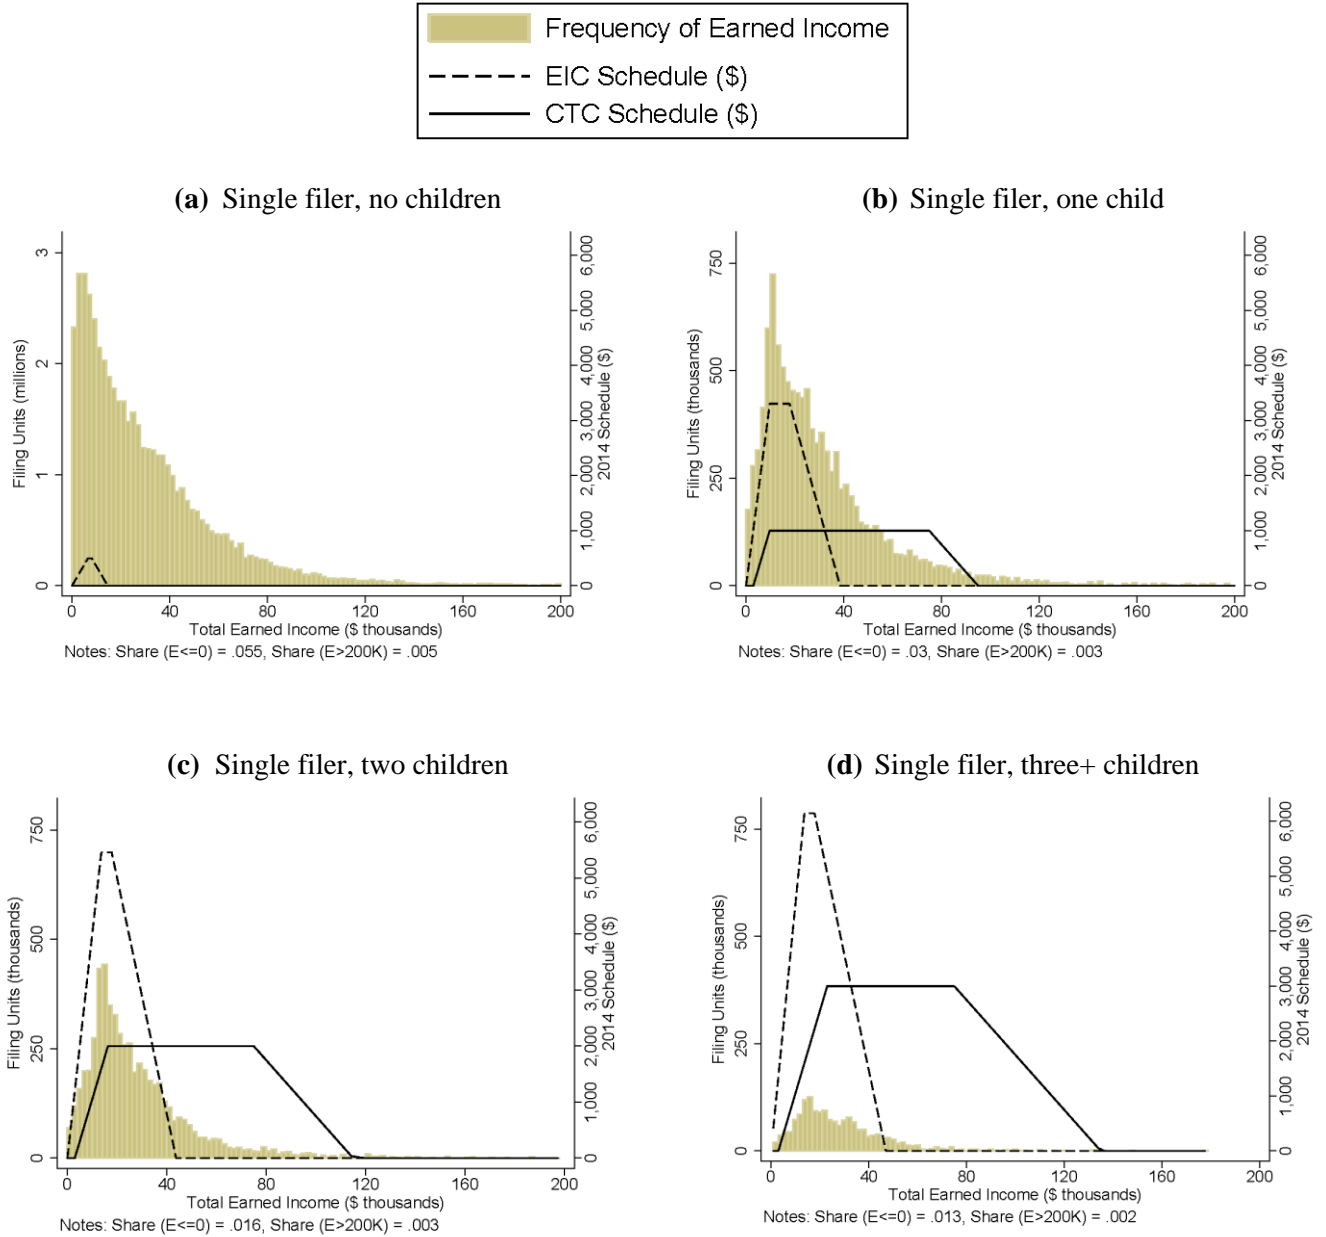 Frequency of Earned Income
EIC Schedule ($)
CTC Schedule ($)
(a) Single filer, no children
3
2
1
0
Filing Units (millions)
6,000
5,000
4,000
3,000
2,000
1,000
0
2014 Schedule ($)
0 40 80 120 160 200
Total Earned Income ($ thousands)
Notes: Share (E<=0) = .055, Share (E>200K) = .005
(b) Single filer, one child
750
500
250
0
Filing Units (thousands)
6,000
5,000
4,000
3,000
2,000
1,000
0
2014 Schedule ($)
0 40 80 120 160 200
Total Earned Income ($ thousands)
Notes: Share (E<=0) = .03, Share (E>200K) = .003
(c) Single filer, two children
750
500
250
0
Filing Units (thousands)
6,000
5,000
4,000
3,000
2,000
1,000
0
2014 Schedule ($)
0 40 80 120 160 200
Total Earned Income ($ thousands)
Notes: Share (E<=0) = .016, Share (E>200K) = .003
(d) Single filer, three+ children
750
500
250
0
Filing Units (thousands)
6,000
5,000
4,000
3,000
2,000
1,000
0
2014 Schedule ($)
0 40 80 120 160 200
Total Earned Income ($ thousands)
Notes: Share (E<=0) = .013, Share (E>200K) = .002